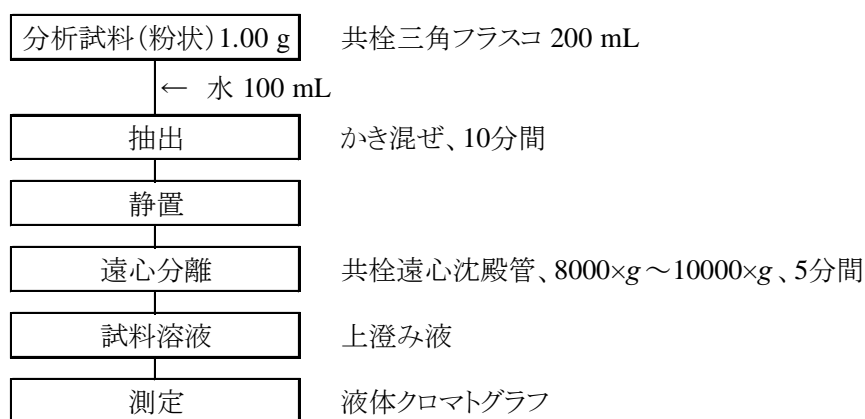 分析試料(粉状)1.00 g 共栓三角フラスコ 200 mL
← 水 100 mL
抽出 かき混ぜ、10分間
静置
遠心分離 共栓遠心沈殿管、8000×g～10000×g、5分間
試料溶液 上澄み液
測定 液体クロマトグラフ